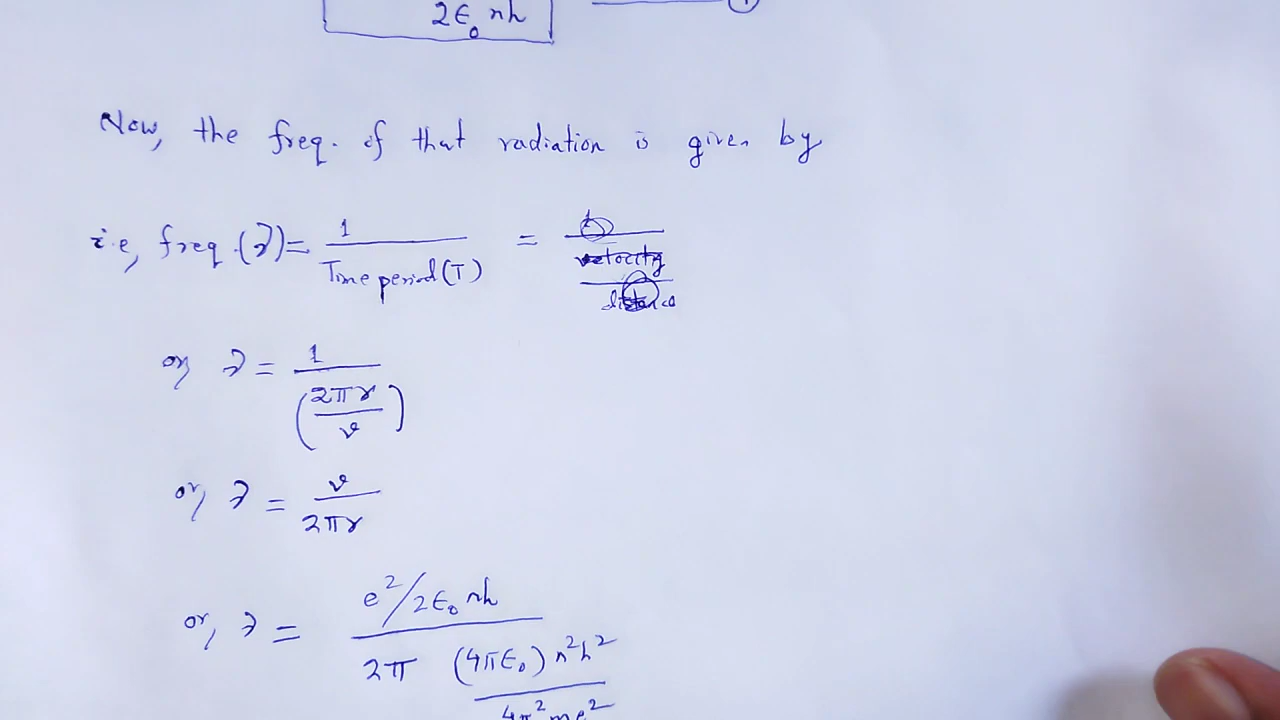 2ϵ₀nh ①
Now, the freq. of that radiation is given by
i.e, freq.(ν) = 1 / Time period(T) = 1 / velocity / distance
or, ν = 1 / (2πr / v)
or, ν = v / 2πr
or, ν = e²/2ϵ₀nh / 2π (4πϵ₀)n²h² / 4π²me²